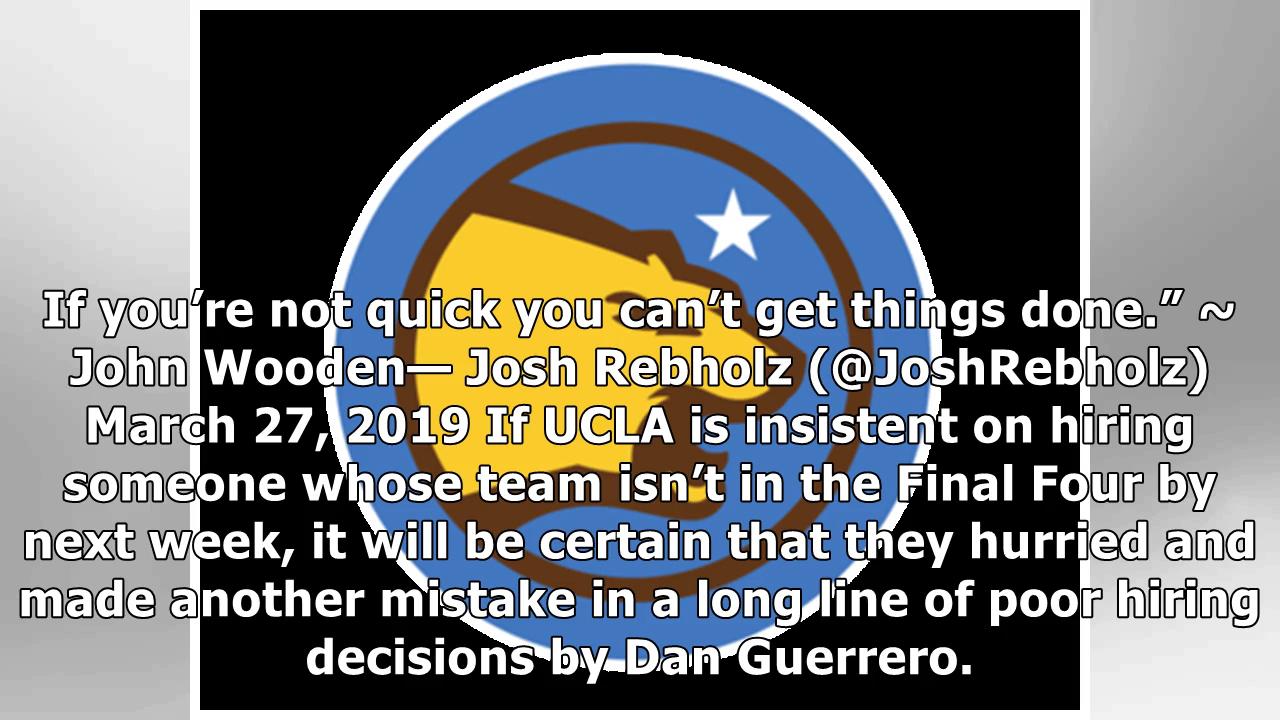 If you’re not quick you can’t get things done.” ~
John Wooden— Josh Rebholz (@JoshRebholz)
March 27, 2019 If UCLA is insistent on hiring
someone whose team isn’t in the Final Four by
next week, it will be certain that they hurried and
made another mistake in a long line of poor hiring
decisions by Dan Guerrero.